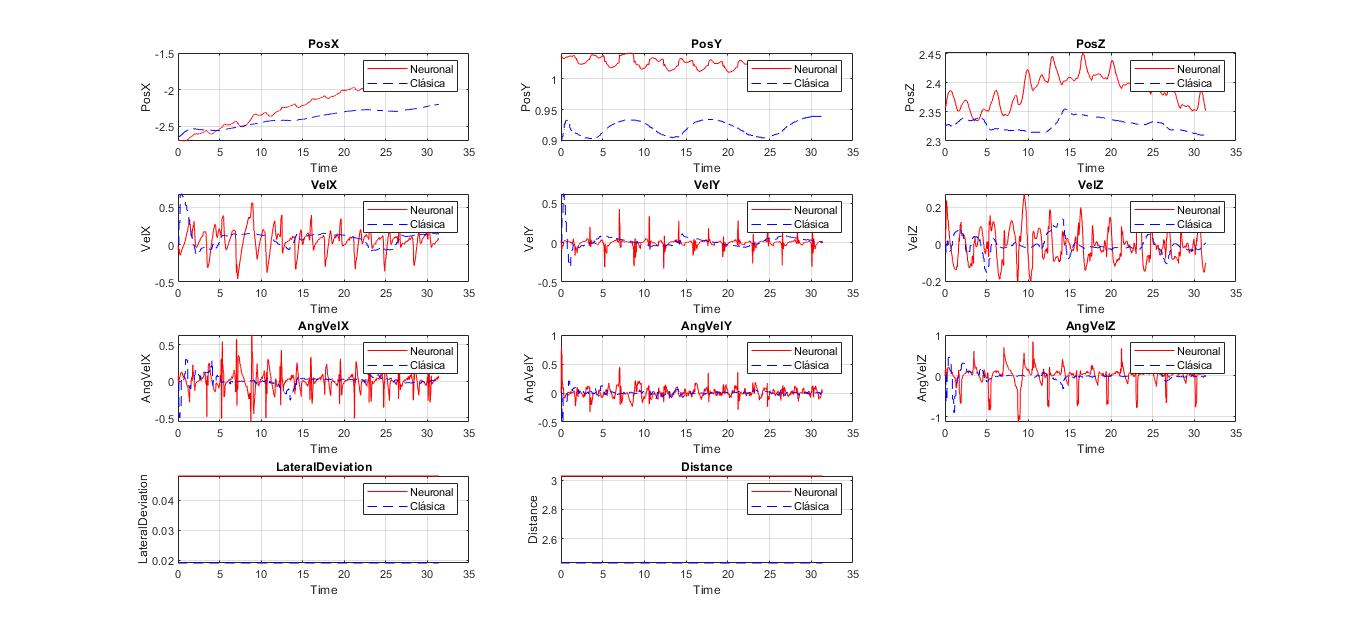 PosX
PosX
-1.5
-2
-2.5
0 5 10 15 20 25 30 35
Time
Neuronal
Clásica
PosY
PosY
1
0.95
0.9
0 5 10 15 20 25 30 35
Time
Neuronal
Clásica
PosZ
PosZ
2.45
2.4
2.35
2.3
0 5 10 15 20 25 30 35
Time
Neuronal
Clásica
VelX
VelX
0.5
0
-0.5
0 5 10 15 20 25 30 35
Time
Neuronal
Clásica
VelY
VelY
0.5
0
-0.5
0 5 10 15 20 25 30 35
Time
Neuronal
Clásica
VelZ
VelZ
0.2
0
-0.2
0 5 10 15 20 25 30 35
Time
Neuronal
Clásica
AngVelX
AngVelX
0.5
0
-0.5
0 5 10 15 20 25 30 35
Time
Neuronal
Clásica
AngVelY
AngVelY
1
0.5
0
-0.5
0 5 10 15 20 25 30 35
Time
Neuronal
Clásica
AngVelZ
AngVelZ
1
0
-1
0 5 10 15 20 25 30 35
Time
Neuronal
Clásica
LateralDeviation
LateralDeviation
0.04
0.03
0.02
0 5 10 15 20 25 30 35
Time
Neuronal
Clásica
Distance
Distance
3
2.8
2.6
0 5 10 15 20 25 30 35
Time
Neuronal
Clásica